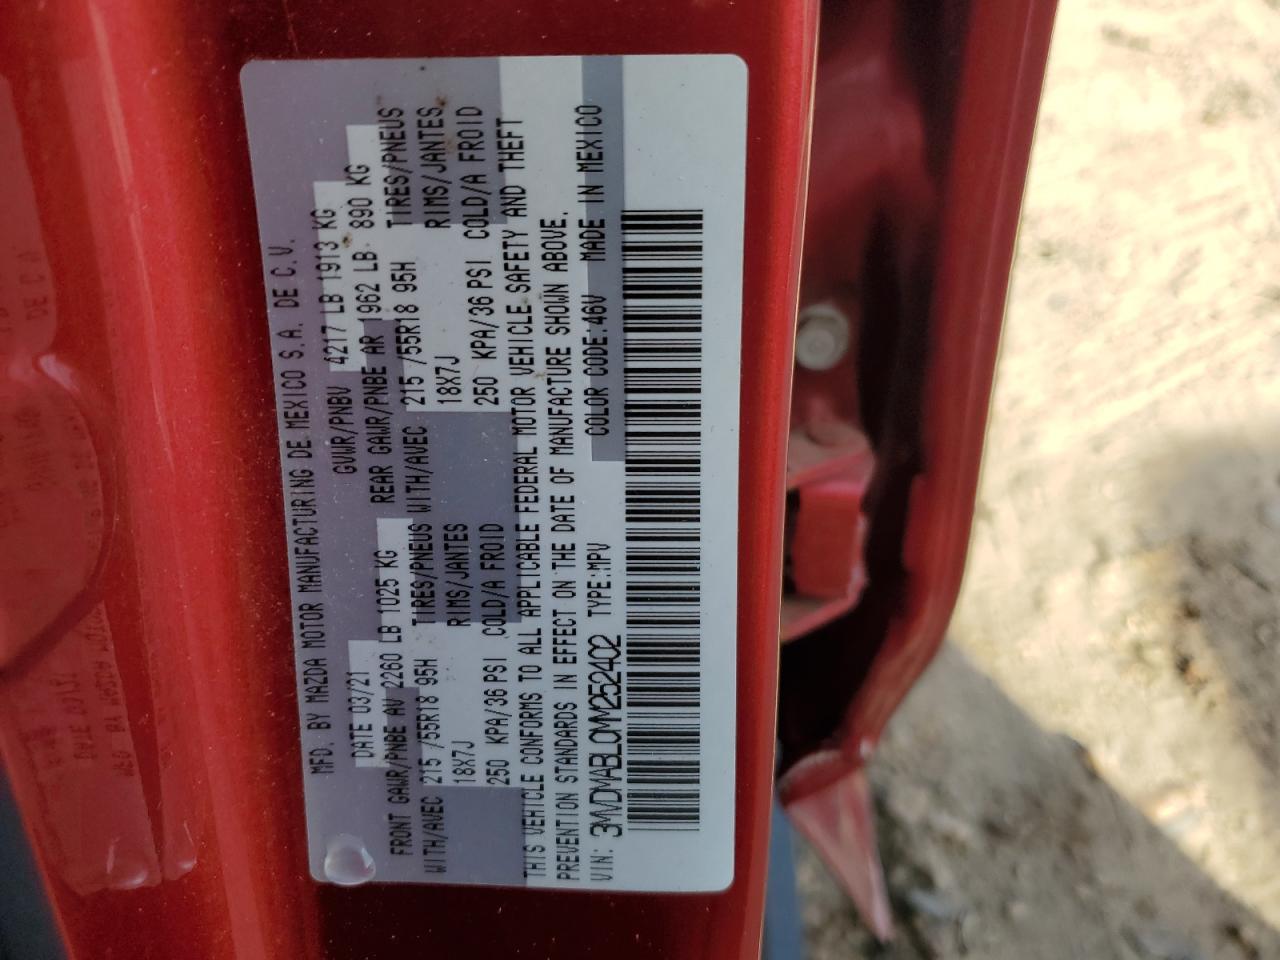 MFD. BY MAZDA MOTOR MANUFACTURING DE MEXICO S.A. DE C.V.
DATE 03/21 GVWR/PNBV 4217 LB 1913 KG
FRONT GAWR/PNBE AV 2260 LB 1025 KG REAR GAWR/PNBE AR 1962 LB 890 KG
WITH/AVEC 215 /55R18 95H TIRES/PNEUS WITH/AVEC 215 /55R18 95H TIRES/PNEUS
18X7J RIMS/JANTES 18X7J RIMS/JANTES
250 KPA/36 PSI COLD/A FROID 250 KPA/36 PSI COLD/A FROID
THIS VEHICLE CONFORMS TO ALL APPLICABLE FEDERAL MOTOR VEHICLE SAFETY AND THEFT
PREVENTION STANDARDS IN EFFECT ON THE DATE OF MANUFACTURE SHOWN ABOVE.
VIN: 3MVDMABL0MM252402 TYPE:MPV COLOR CODE:46V MADE IN MEXICO